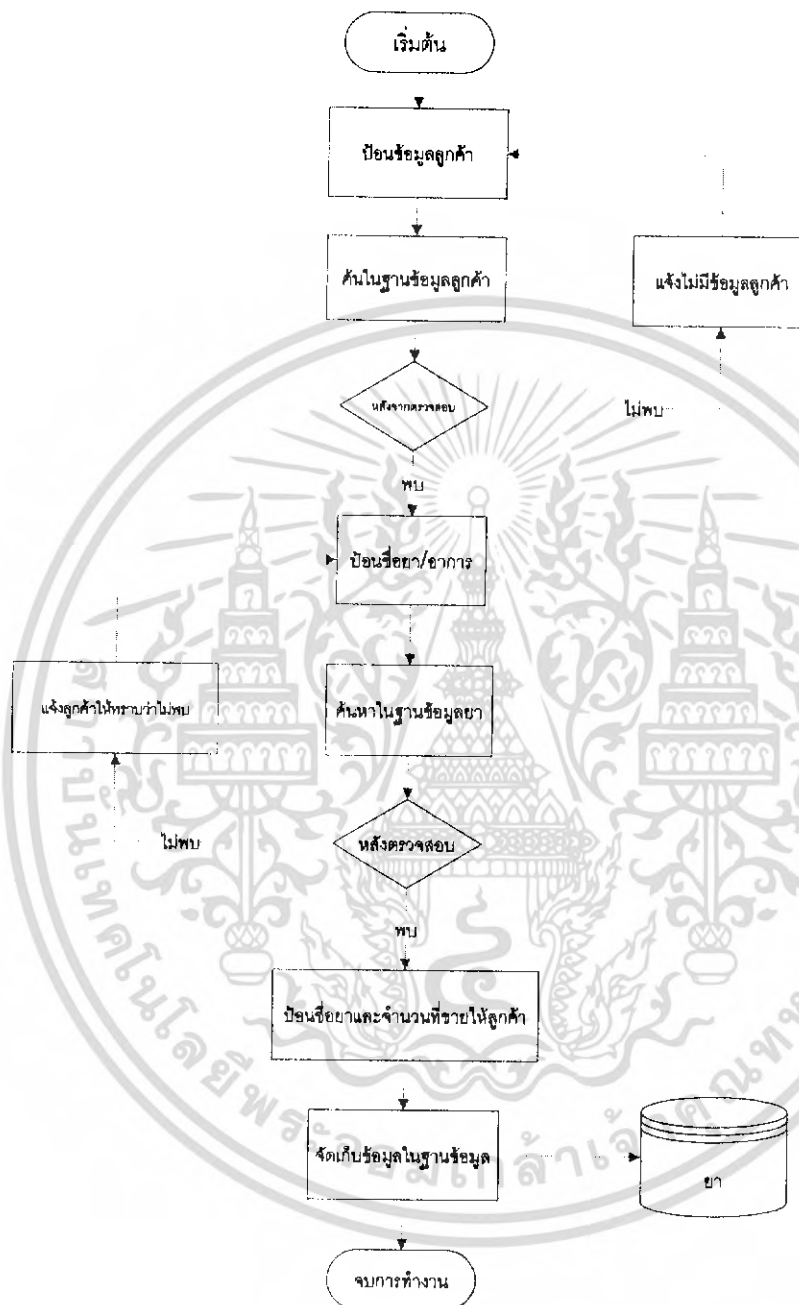 เริ่มต้น
ป้อนข้อมูลลูกค้า
ค้นในฐานข้อมูลลูกค้า
แจ้งไม่มีข้อมูลลูกค้า
หลังจากตรวจสอบ
ไม่พบ
พบ
ป้อนชื่อยา/อาการ
แจ้งลูกค้าให้ทราบว่าไม่พบ
ค้นหาในฐานข้อมูลยา
ไม่พบ
หลังตรวจสอบ
พบ
ป้อนชื่อยาและจำนวนที่ขายให้ลูกค้า
จัดเก็บข้อมูลในฐานข้อมูล
ยา
จบการทำงาน